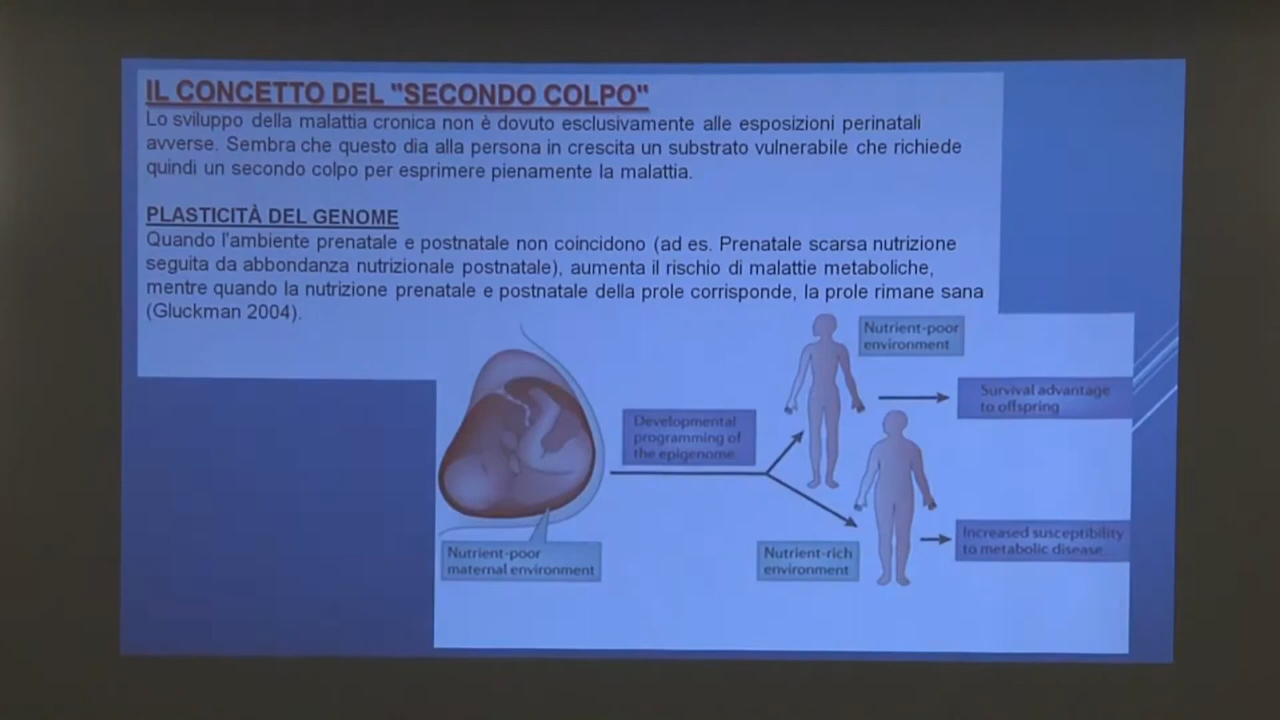 IL CONCETTO DEL "SECONDO COLPO"
Lo sviluppo della malattia cronica non è dovuto esclusivamente alle esposizioni perinatali
avverse. Sembra che questo dia alla persona in crescita un substrato vulnerabile che richiede
quindi un secondo colpo per esprimere pienamente la malattia.
PLASTICITÀ DEL GENOME
Quando l'ambiente prenatale e postnatale non coincidono (ad es. Prenatale scarsa nutrizione
seguita da abbondanza nutrizionale postnatale), aumenta il rischio di malattie metaboliche,
mentre quando la nutrizione prenatale e postnatale della prole corrisponde, la prole rimane sana
(Gluckman 2004).
Nutrient-poor
environment
Survival advantage
to offspring
Developmental
programming of
the epigenome
Nutrient-poor
maternal environment
Nutrient-rich
environment
Increased susceptibility
to metabolic disease